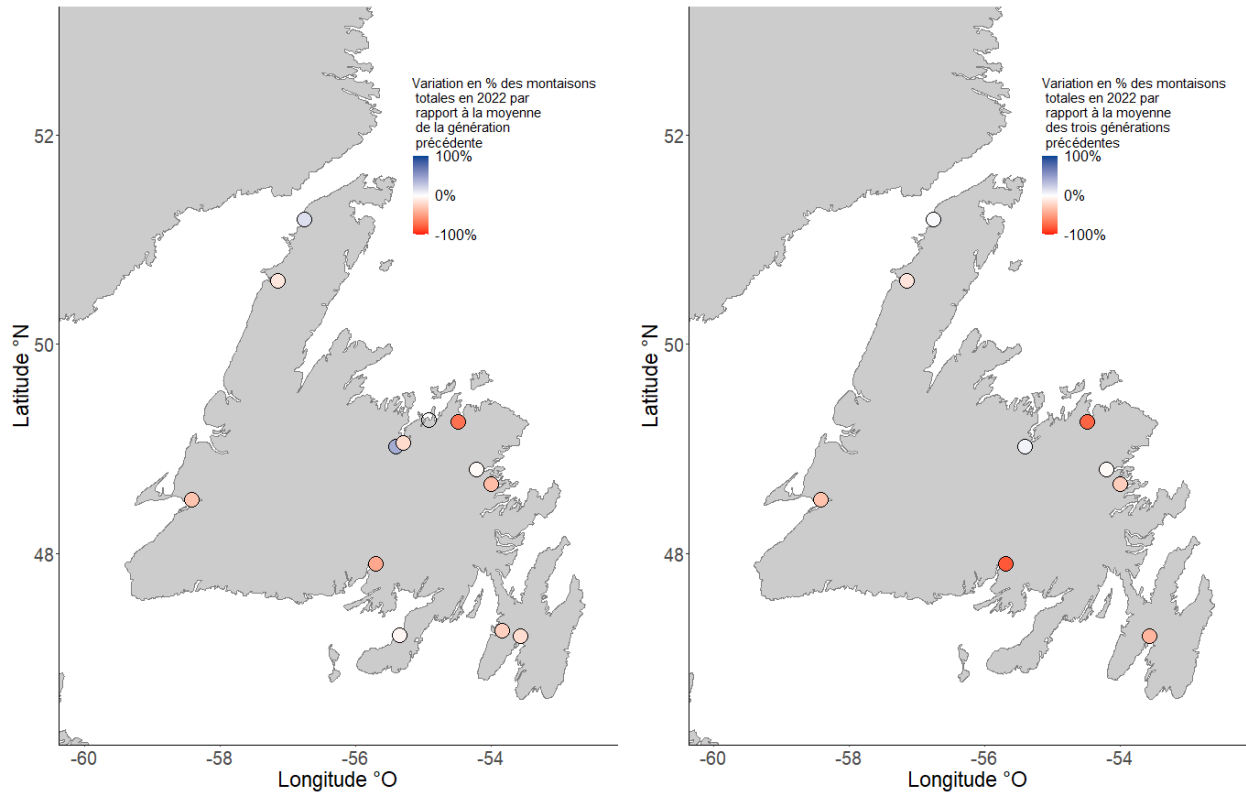 Variation en % des montaisons
totales en 2022 par
rapport à la moyenne
de la génération
précédente
100%
0%
-100%
52
50
48
Latitude °N
-60
-58
-56
-54
Longitude °O
Variation en % des montaisons
totales en 2022 par
rapport à la moyenne
des trois générations
précédentes
100%
0%
-100%
52
50
48
Latitude °N
-60
-58
-56
-54
Longitude °O